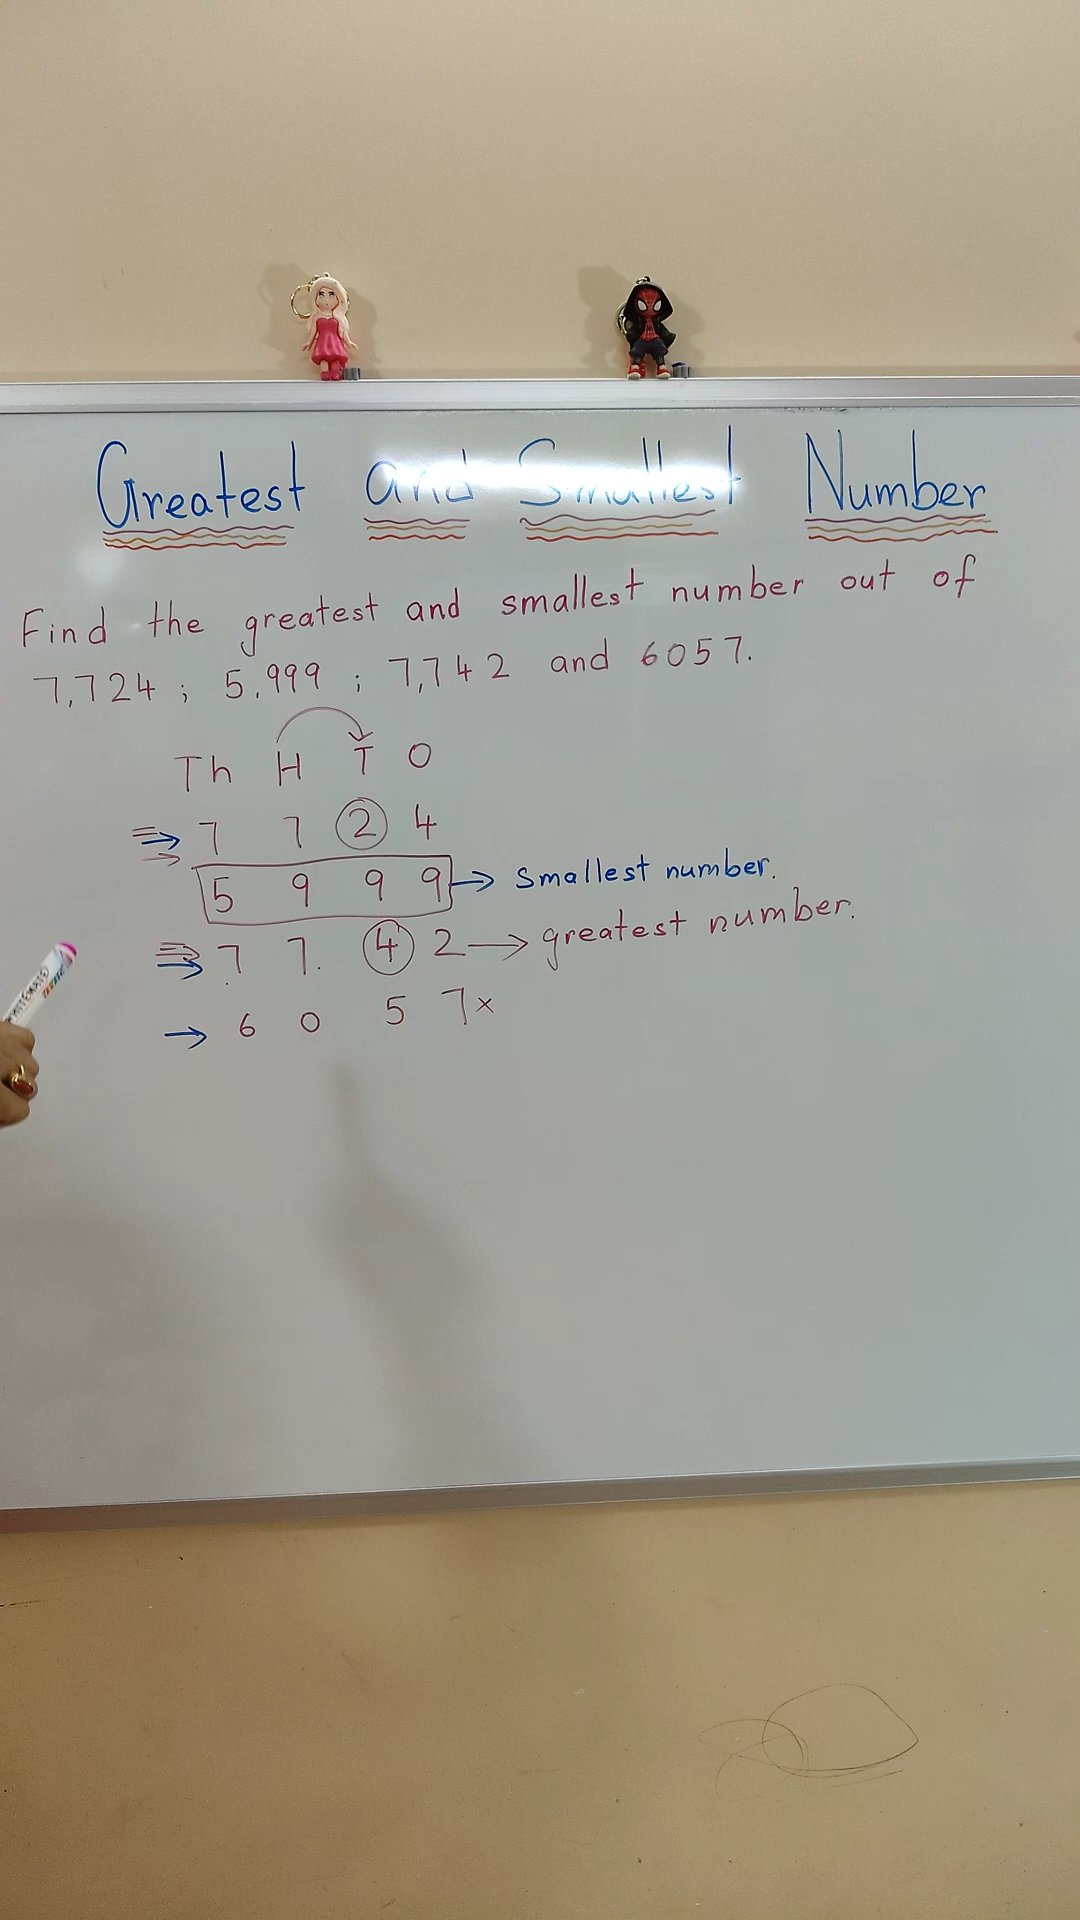 Greatest and Smallest Number
Find the greatest and smallest number out of
7,724 ; 5,999 ; 7,742 and 6057.
Th H T O
⇒ 7 7 2 4
5 9 9 9 → smallest number.
⇒ 7 7. 4 2 → greatest number.
→ 6 0 5 7 x